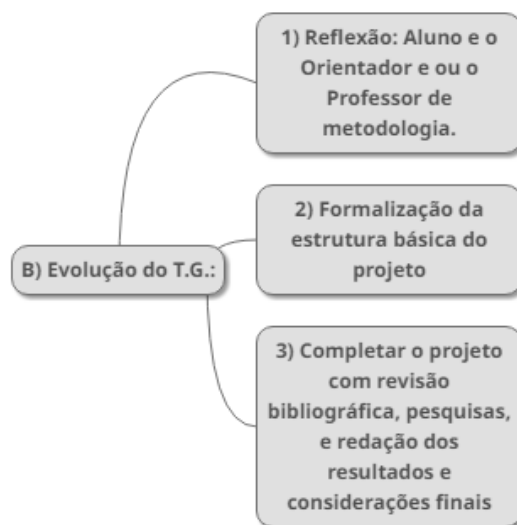 1) Reflexão: Aluno e o
Orientador e ou o
Professor de
metodologia.
B) Evolução do T.G.:
2) Formalização da
estrutura básica do
projeto
3) Completar o projeto
com revisão
bibliográfica, pesquisas,
e redação dos
resultados e
considerações finais